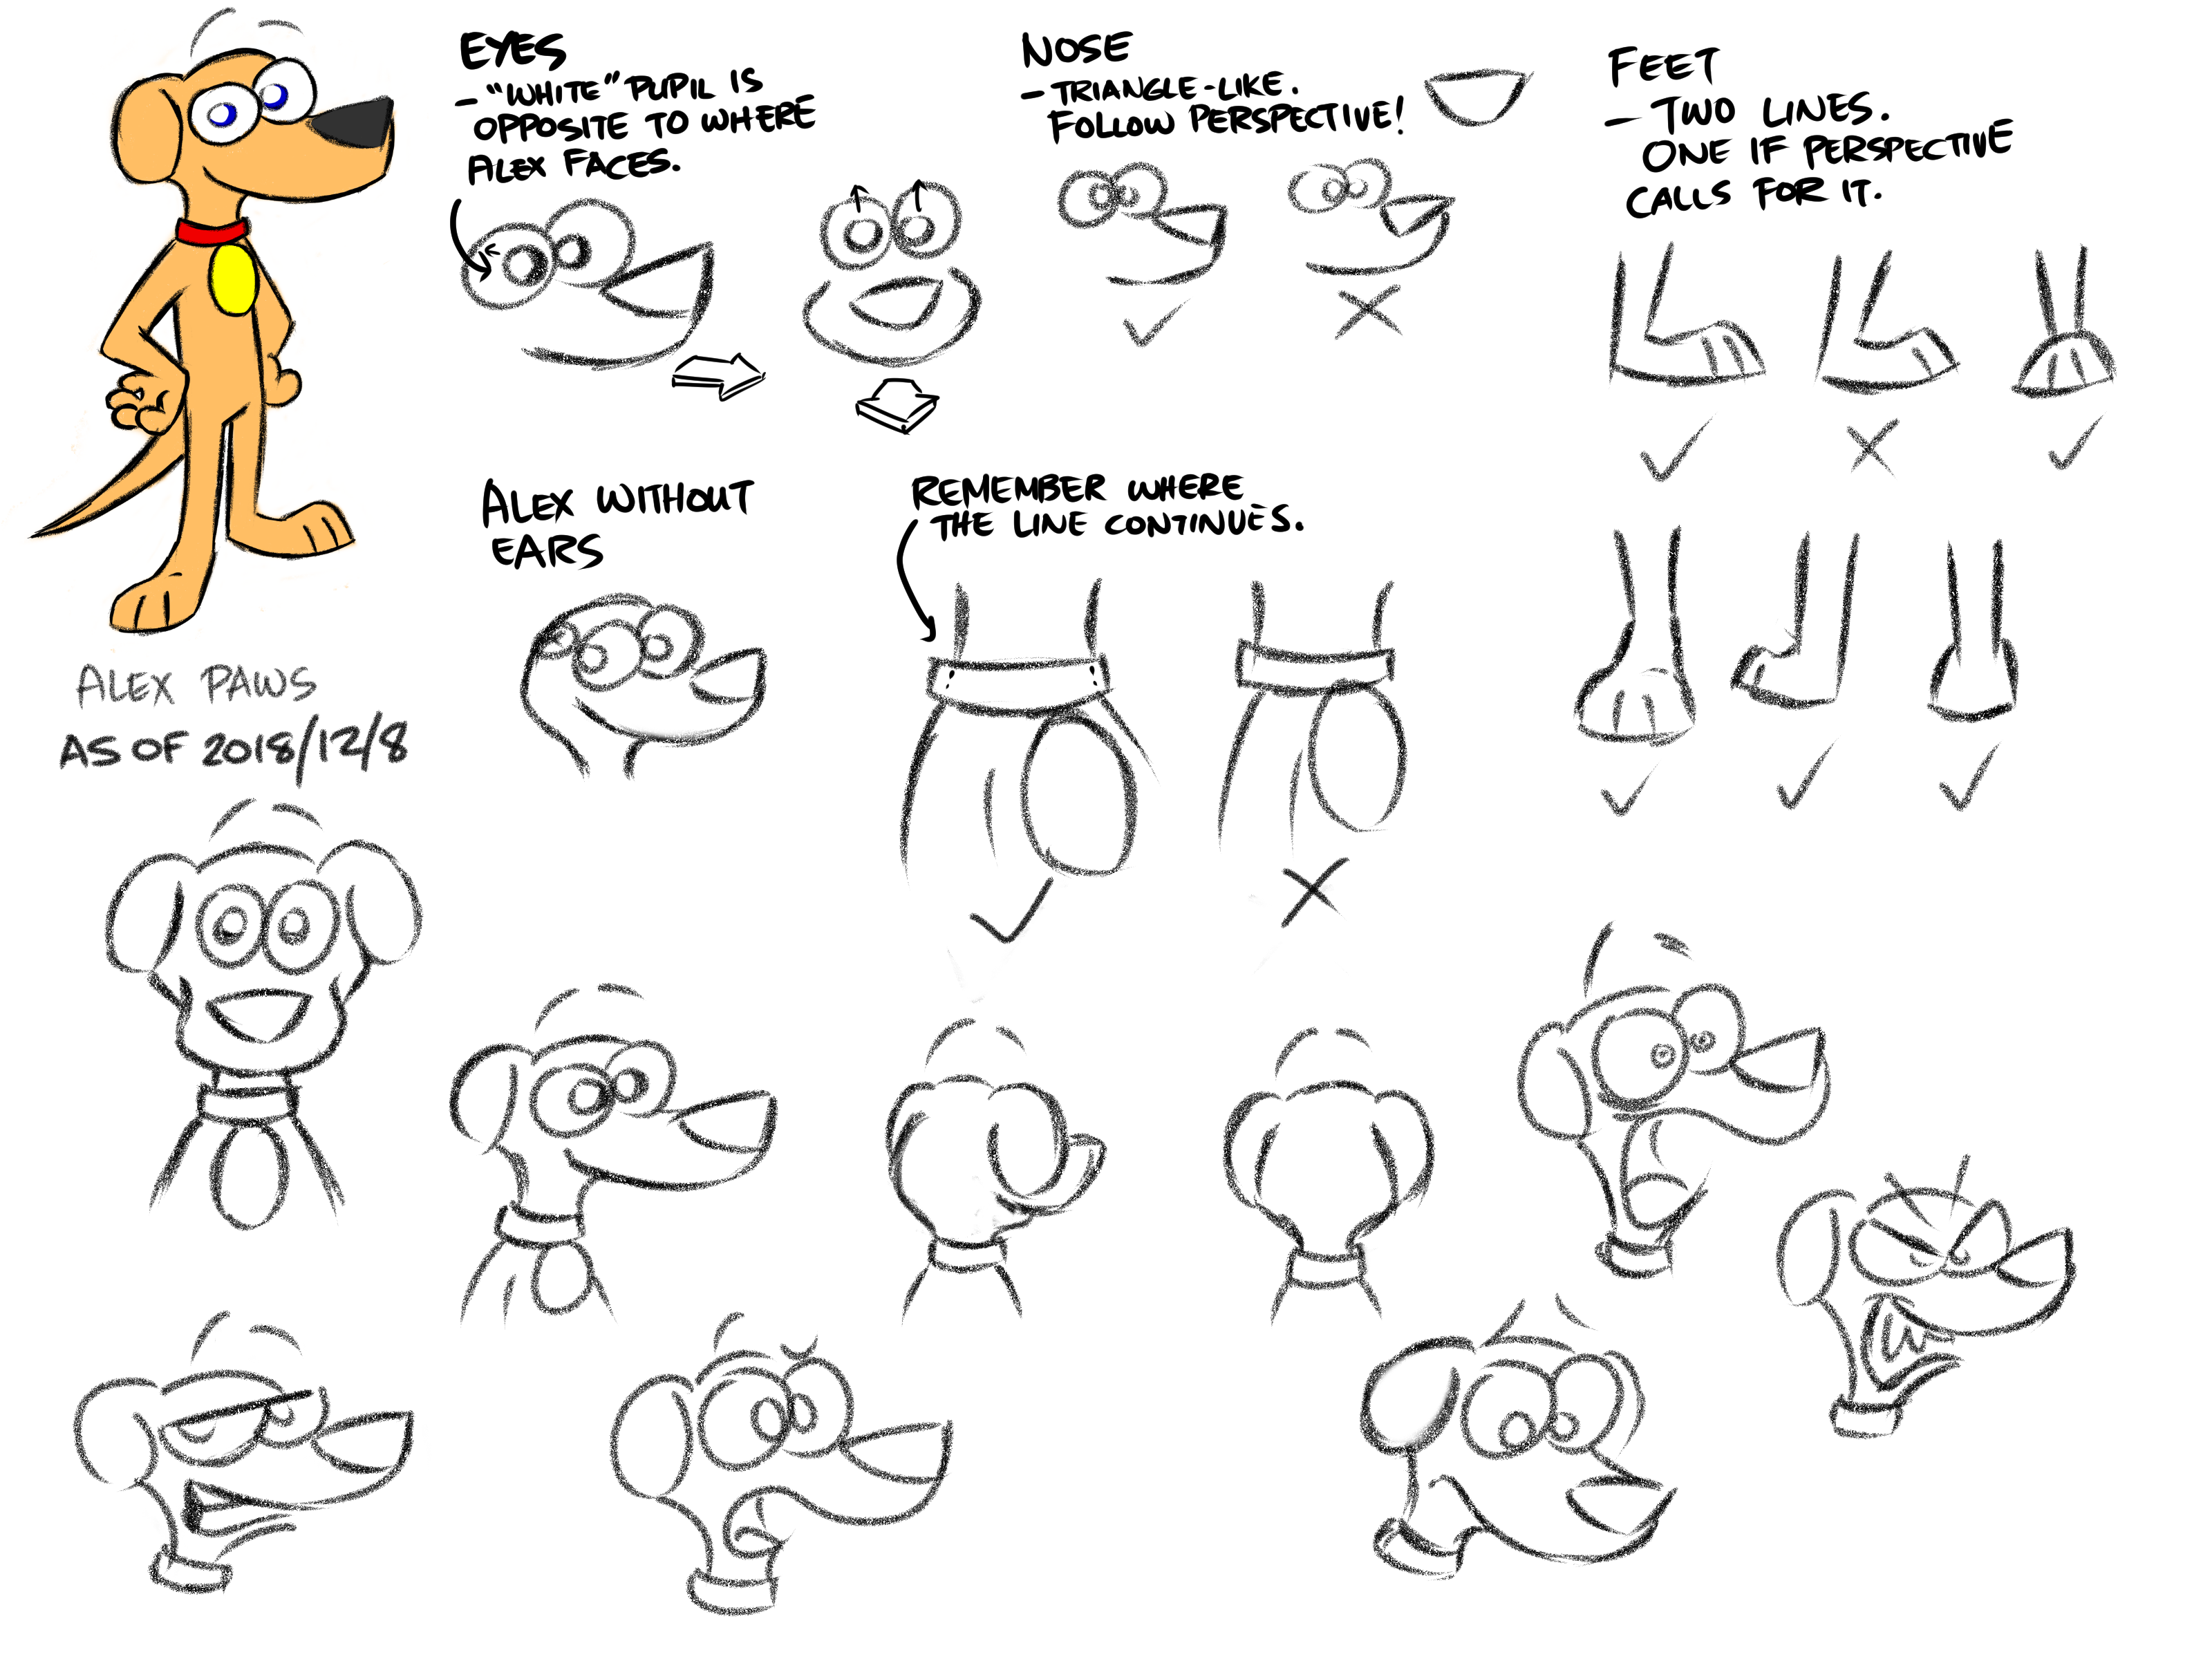 EYES
- "WHITE" PUPIL IS
OPPOSITE TO WHERE
ALEX FACES.
NOSE
- TRIANGLE-LIKE.
FOLLOW PERSPECTIVE!
FEET
- TWO LINES.
ONE IF PERSPECTIVE
CALLS FOR IT.
ALEX WITHOUT
EARS
REMEMBER WHERE
THE LINE CONTINUES.
ALEX PAWS
AS OF 2018/12/8